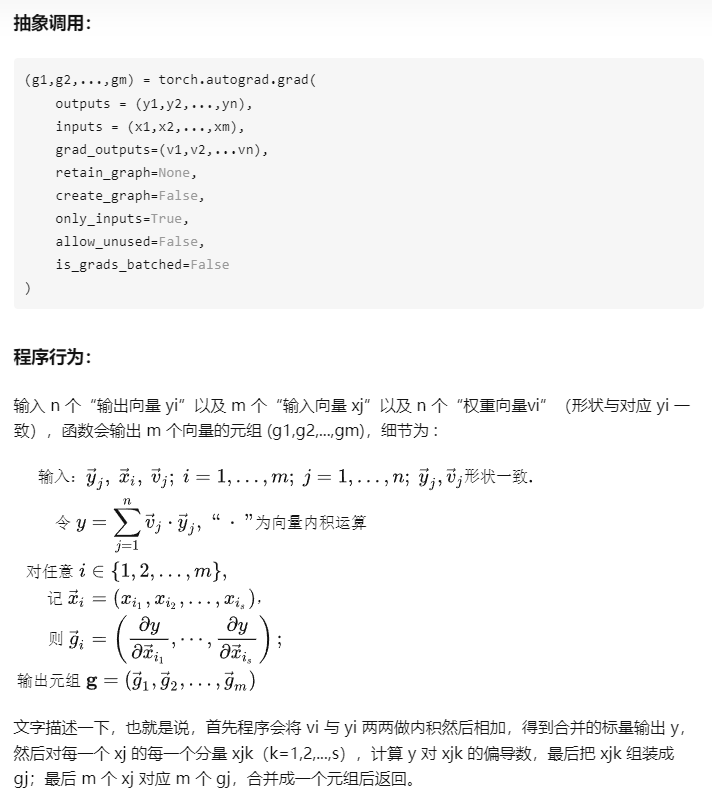 抽象调用：
(g1,g2,...,gm) = torch.autograd.grad(
    outputs = (y1,y2,...,yn),
    inputs = (x1,x2,...,xm),
    grad_outputs=(v1,v2,...vn),
    retain_graph=None,
    create_graph=False,
    only_inputs=True,
    allow_unused=False,
    is_grads_batched=False
)
程序行为：
输入 n 个“输出向量 yi”以及 m 个“输入向量 xj”以及 n 个“权重向量vi”（形状与对应 yi 一
致），函数会输出 m 个向量的元组 (g1,g2,...,gm)，细节为：
输入: $\vec{y}_j, \vec{x}_i, \vec{v}_j; i = 1, \ldots, m; j = 1, \ldots, n; \vec{y}_j, \vec{v}_j$形状一致.
令 $y = \sum_{j=1}^{n} \vec{v}_j \cdot \vec{y}_j$, “ · ”为向量内积运算
对任意 $i \in \{1, 2, \ldots, m\}$,
记 $\vec{x}_i = (x_{i_1}, x_{i_2}, \ldots, x_{i_s})$,
则 $\vec{g}_i = \left( \frac{\partial y}{\partial \vec{x}_{i_1}}, \cdots, \frac{\partial y}{\partial \vec{x}_{i_s}} \right)$;
输出元组 $\mathbf{g} = (\vec{g}_1, \vec{g}_2, \ldots, \vec{g}_m)$
文字描述一下，也就是说，首先程序会将 vi 与 yi 两两做内积然后相加，得到合并的标量输出 y，
然后对每一个 xj 的每一个分量 xjk（k=1,2,...,s），计算 y 对 xjk 的偏导数，最后把 xjk 组装成
gj；最后 m 个 xj 对应 m 个 gj，合并成一个元组后返回。